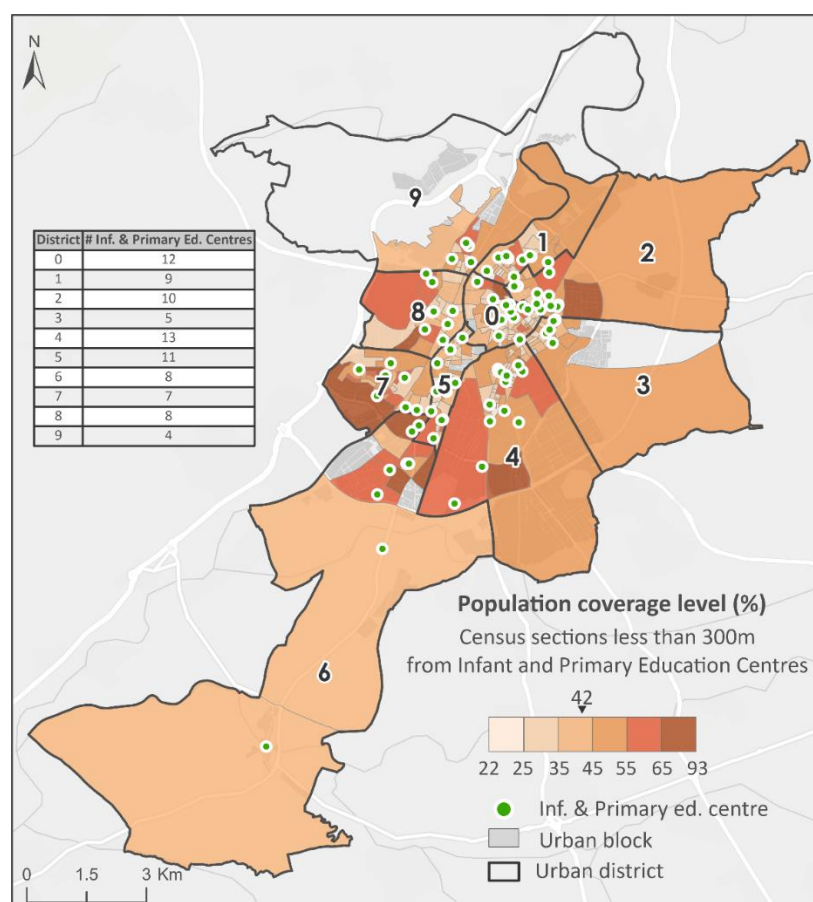 N
9
1
2
0
8
7
5
3
4
6
District # Inf. & Primary Ed. Centres
0 12
1 9
2 10
3 5
4 13
5 11
6 8
7 7
8 8
9 4
Population coverage level (%)
Census sections less than 300m
from Infant and Primary Education Centres
42
22 25 35 45 55 65 93
Inf. & Primary ed. centre
Urban block
Urban district
0 1.5 3 Km